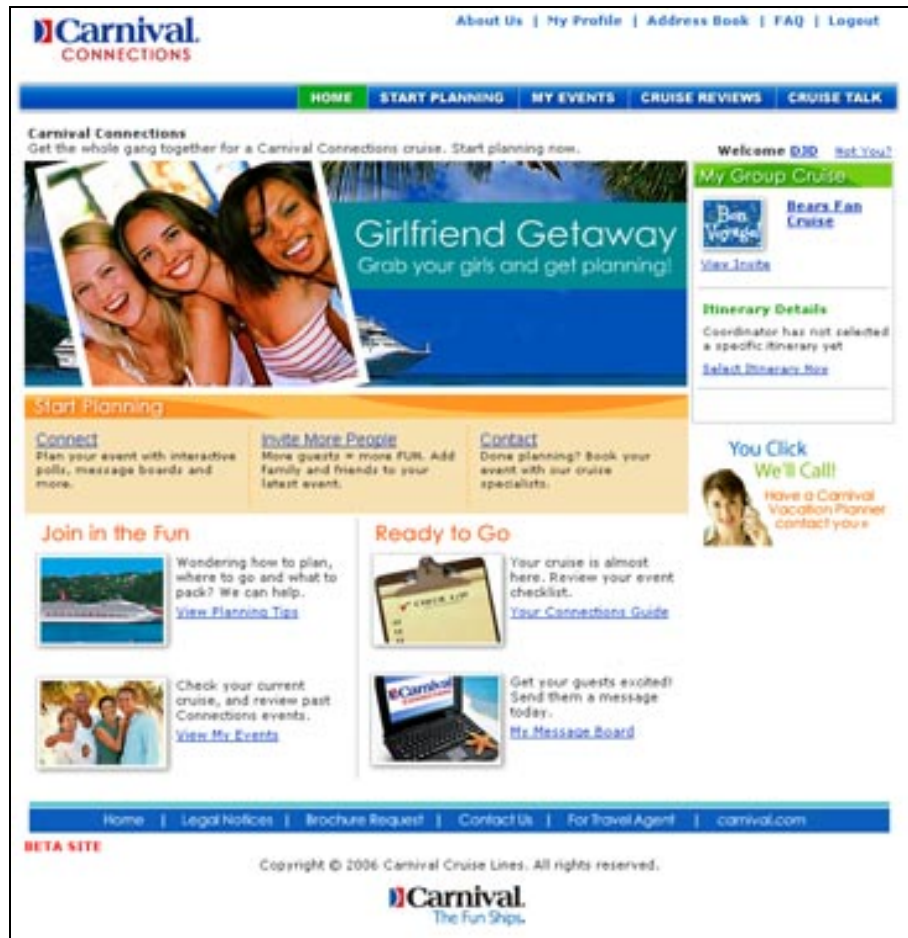 Carnival.
CONNECTIONS
About Us | My Profile | Address Book | FAQ | Logout
HOME START PLANNING MY EVENTS CRUISE REVIEWS CRUISE TALK
Carnival Connections
Get the whole gang together for a Carnival Connections cruise. Start planning now.
Welcome DJD Not You?
Girlfriend Getaway
Grab your girls and get planning!
My Group Cruise
Bon
Voyage!
Bears Fan
Cruise
View Invite
Itinerary Details
Coordinator has not selected
a specific itinerary yet
Select Itinerary Now
Start Planning
Connect
Plan your event with interactive
polls, message boards and
more.
Invite More People
More guests = more FUN. Add
family and friends to your
latest event.
Contact
Done planning? Book your
event with our cruise
specialists.
You Click
We'll Call!
Have a Carnival
Vacation Planner
contact you »
Join in the Fun
Wondering how to plan,
where to go and what to
pack? We can help.
View Planning Tips
Check your current
cruise, and review past
Connections events.
View My Events
Ready to Go
CHECK LIST
Your cruise is almost
here. Review your event
checklist.
Your Connections Guide
Carnival
CONNECTIONS
Get your guests excited!
Send them a message
today.
My Message Board
Home | Legal Notices | Brochure Request | Contact Us | For Travel Agent | carnival.com
BETA SITE
Copyright © 2006 Carnival Cruise Lines. All rights reserved.
Carnival.
The Fun Ships.